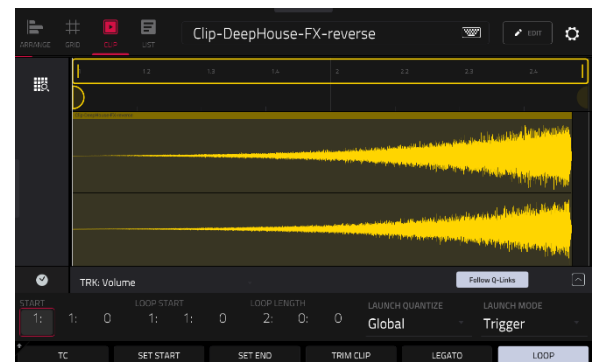 ARRANGE GRID CLIP LIST Clip-DeepHouse-FX-reverse EDIT
1.2 1.3 1.4 2 2.2 2.3 2.4
TRK: Volume Follow Q-Links
START LOOP START LOOP LENGTH LAUNCH QUANTIZE LAUNCH MODE
1: 1: 0 1: 1: 0 2: 0: 0 Global Trigger
TC SET START SET END TRIM CLIP LEGATO LOOP